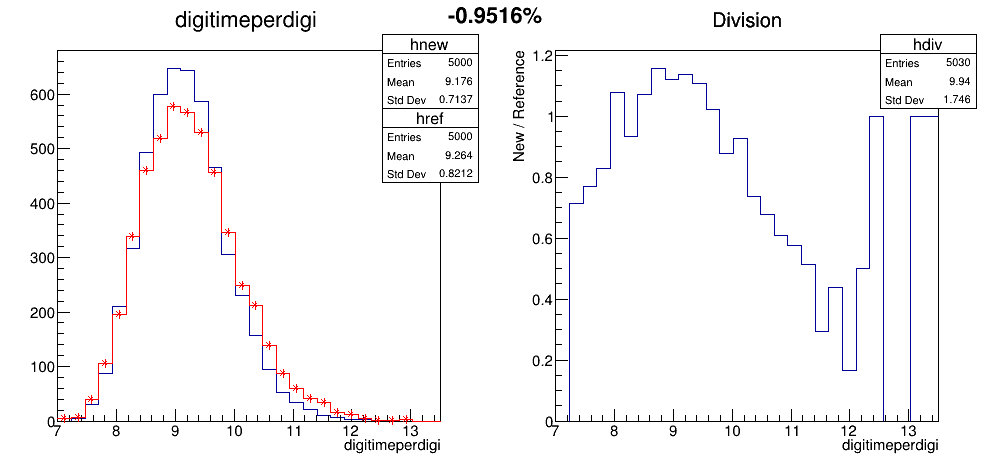 digitimeperdigi
-0.9516%
Division
hnew
Entries 5000
Mean 9.176
Std Dev 0.7137
href
Entries 5000
Mean 9.264
Std Dev 0.8212
600
500
400
300
200
100
0
7 8 9 10 11 12 13
digitimeperdigi
hdiv
Entries 5030
Mean 9.94
Std Dev 1.746
New / Reference
1.2
1
0.8
0.6
0.4
0.2
0
7 8 9 10 11 12 13
digitimeperdigi